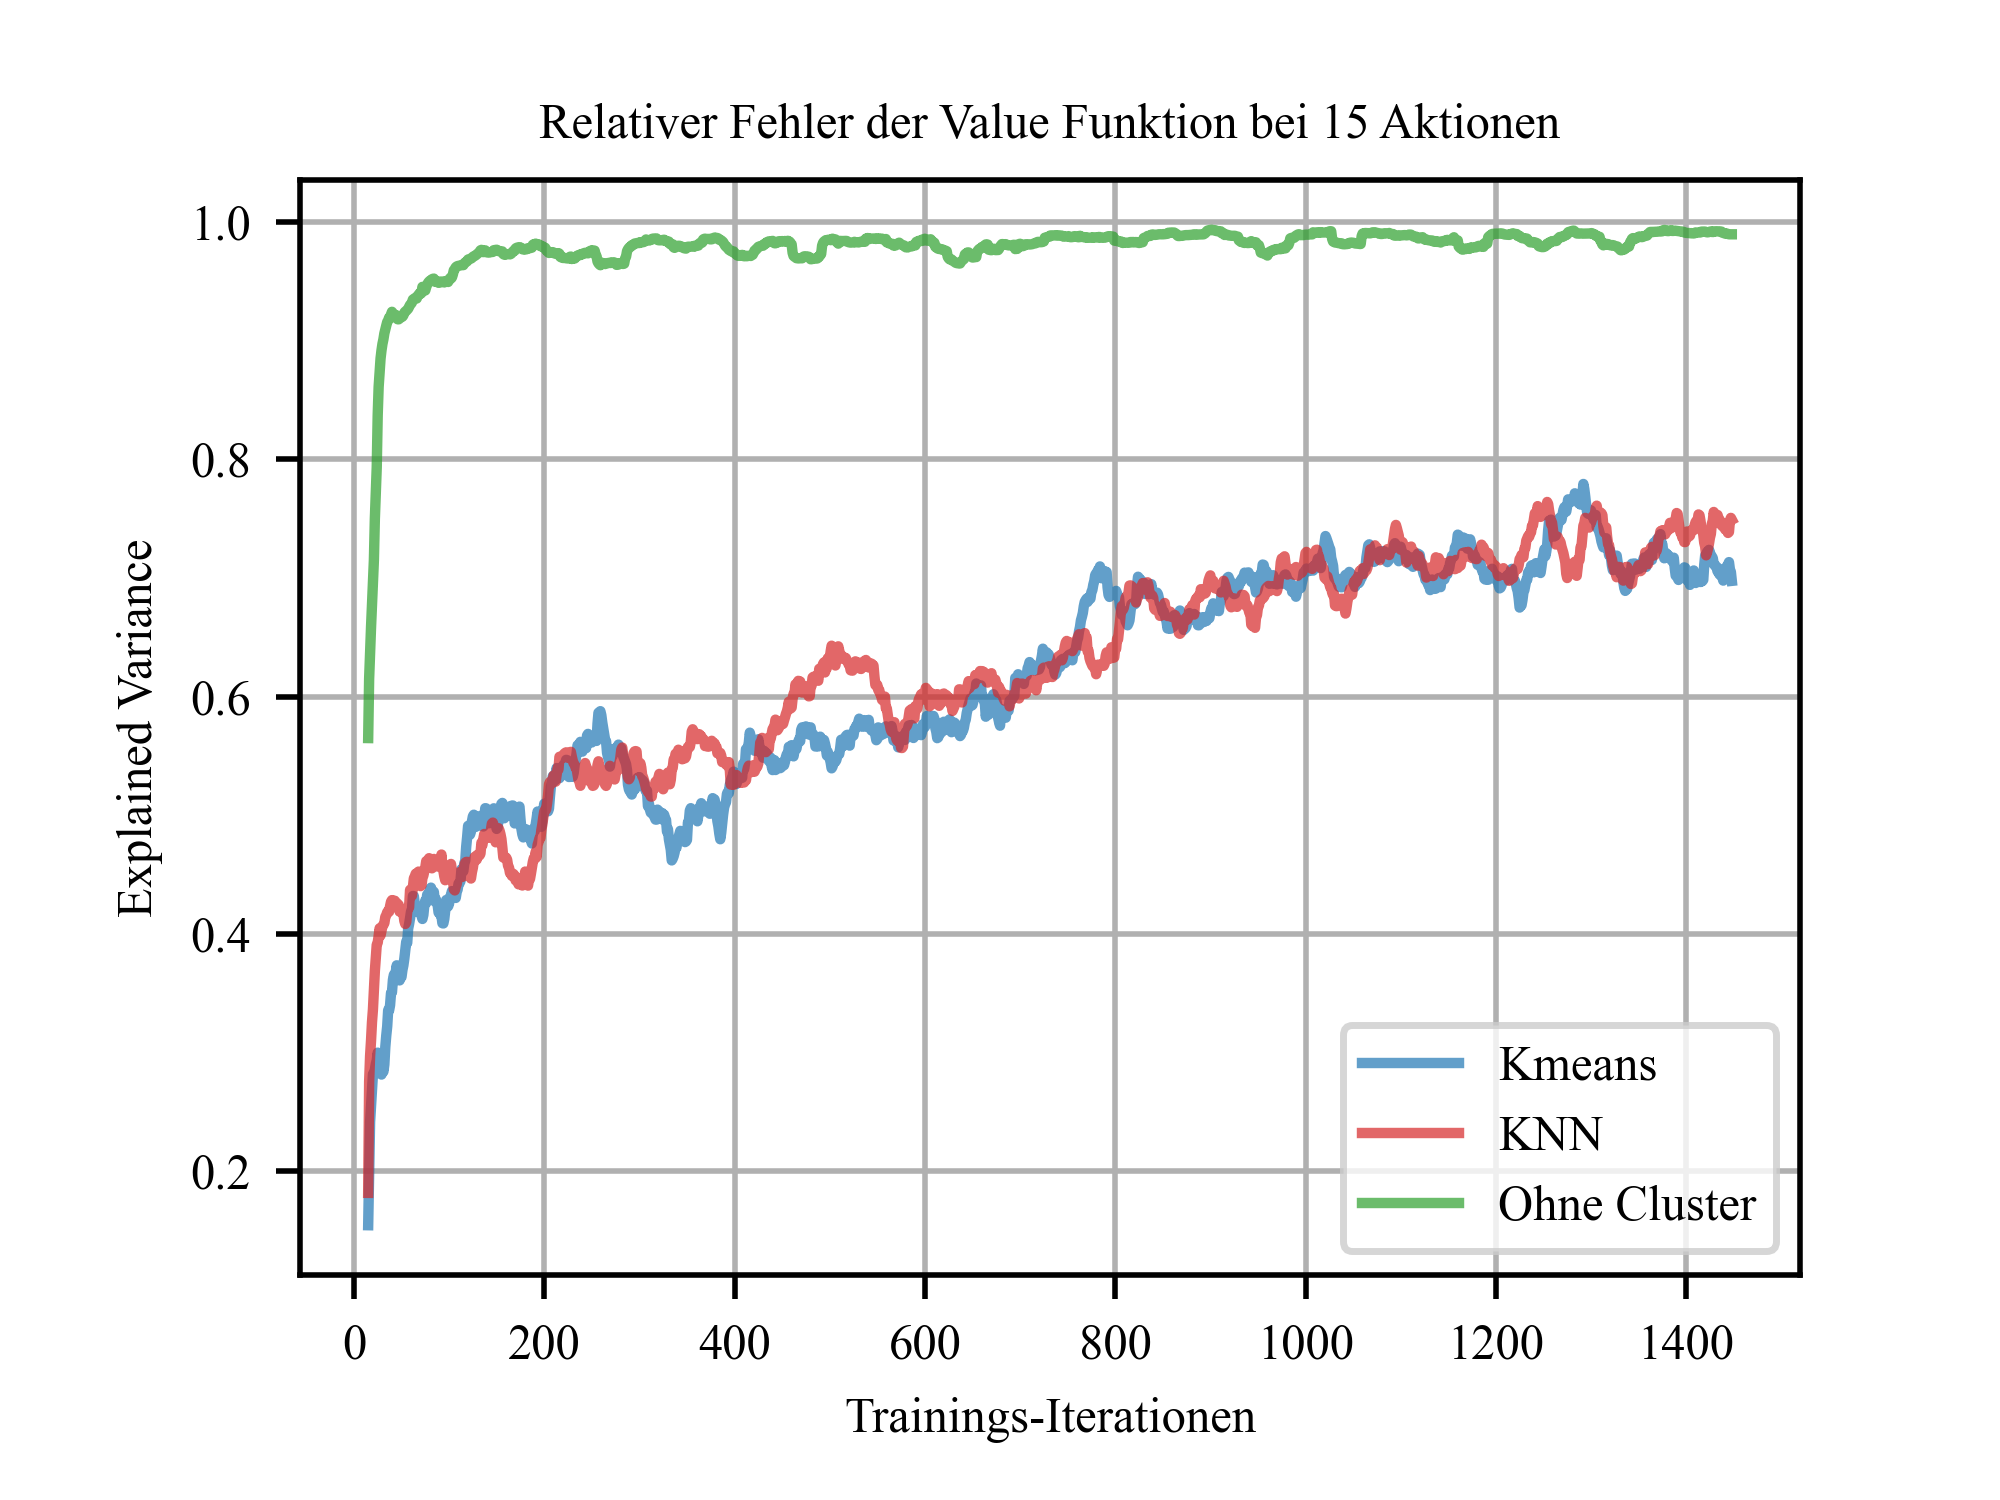 Relativer Fehler der Value Funktion bei 15 Aktionen
1.0
0.8
0.6
0.4
0.2
Explained Variance
Kmeans
KNN
Ohne Cluster
0 200 400 600 800 1000 1200 1400
Trainings-Iterationen